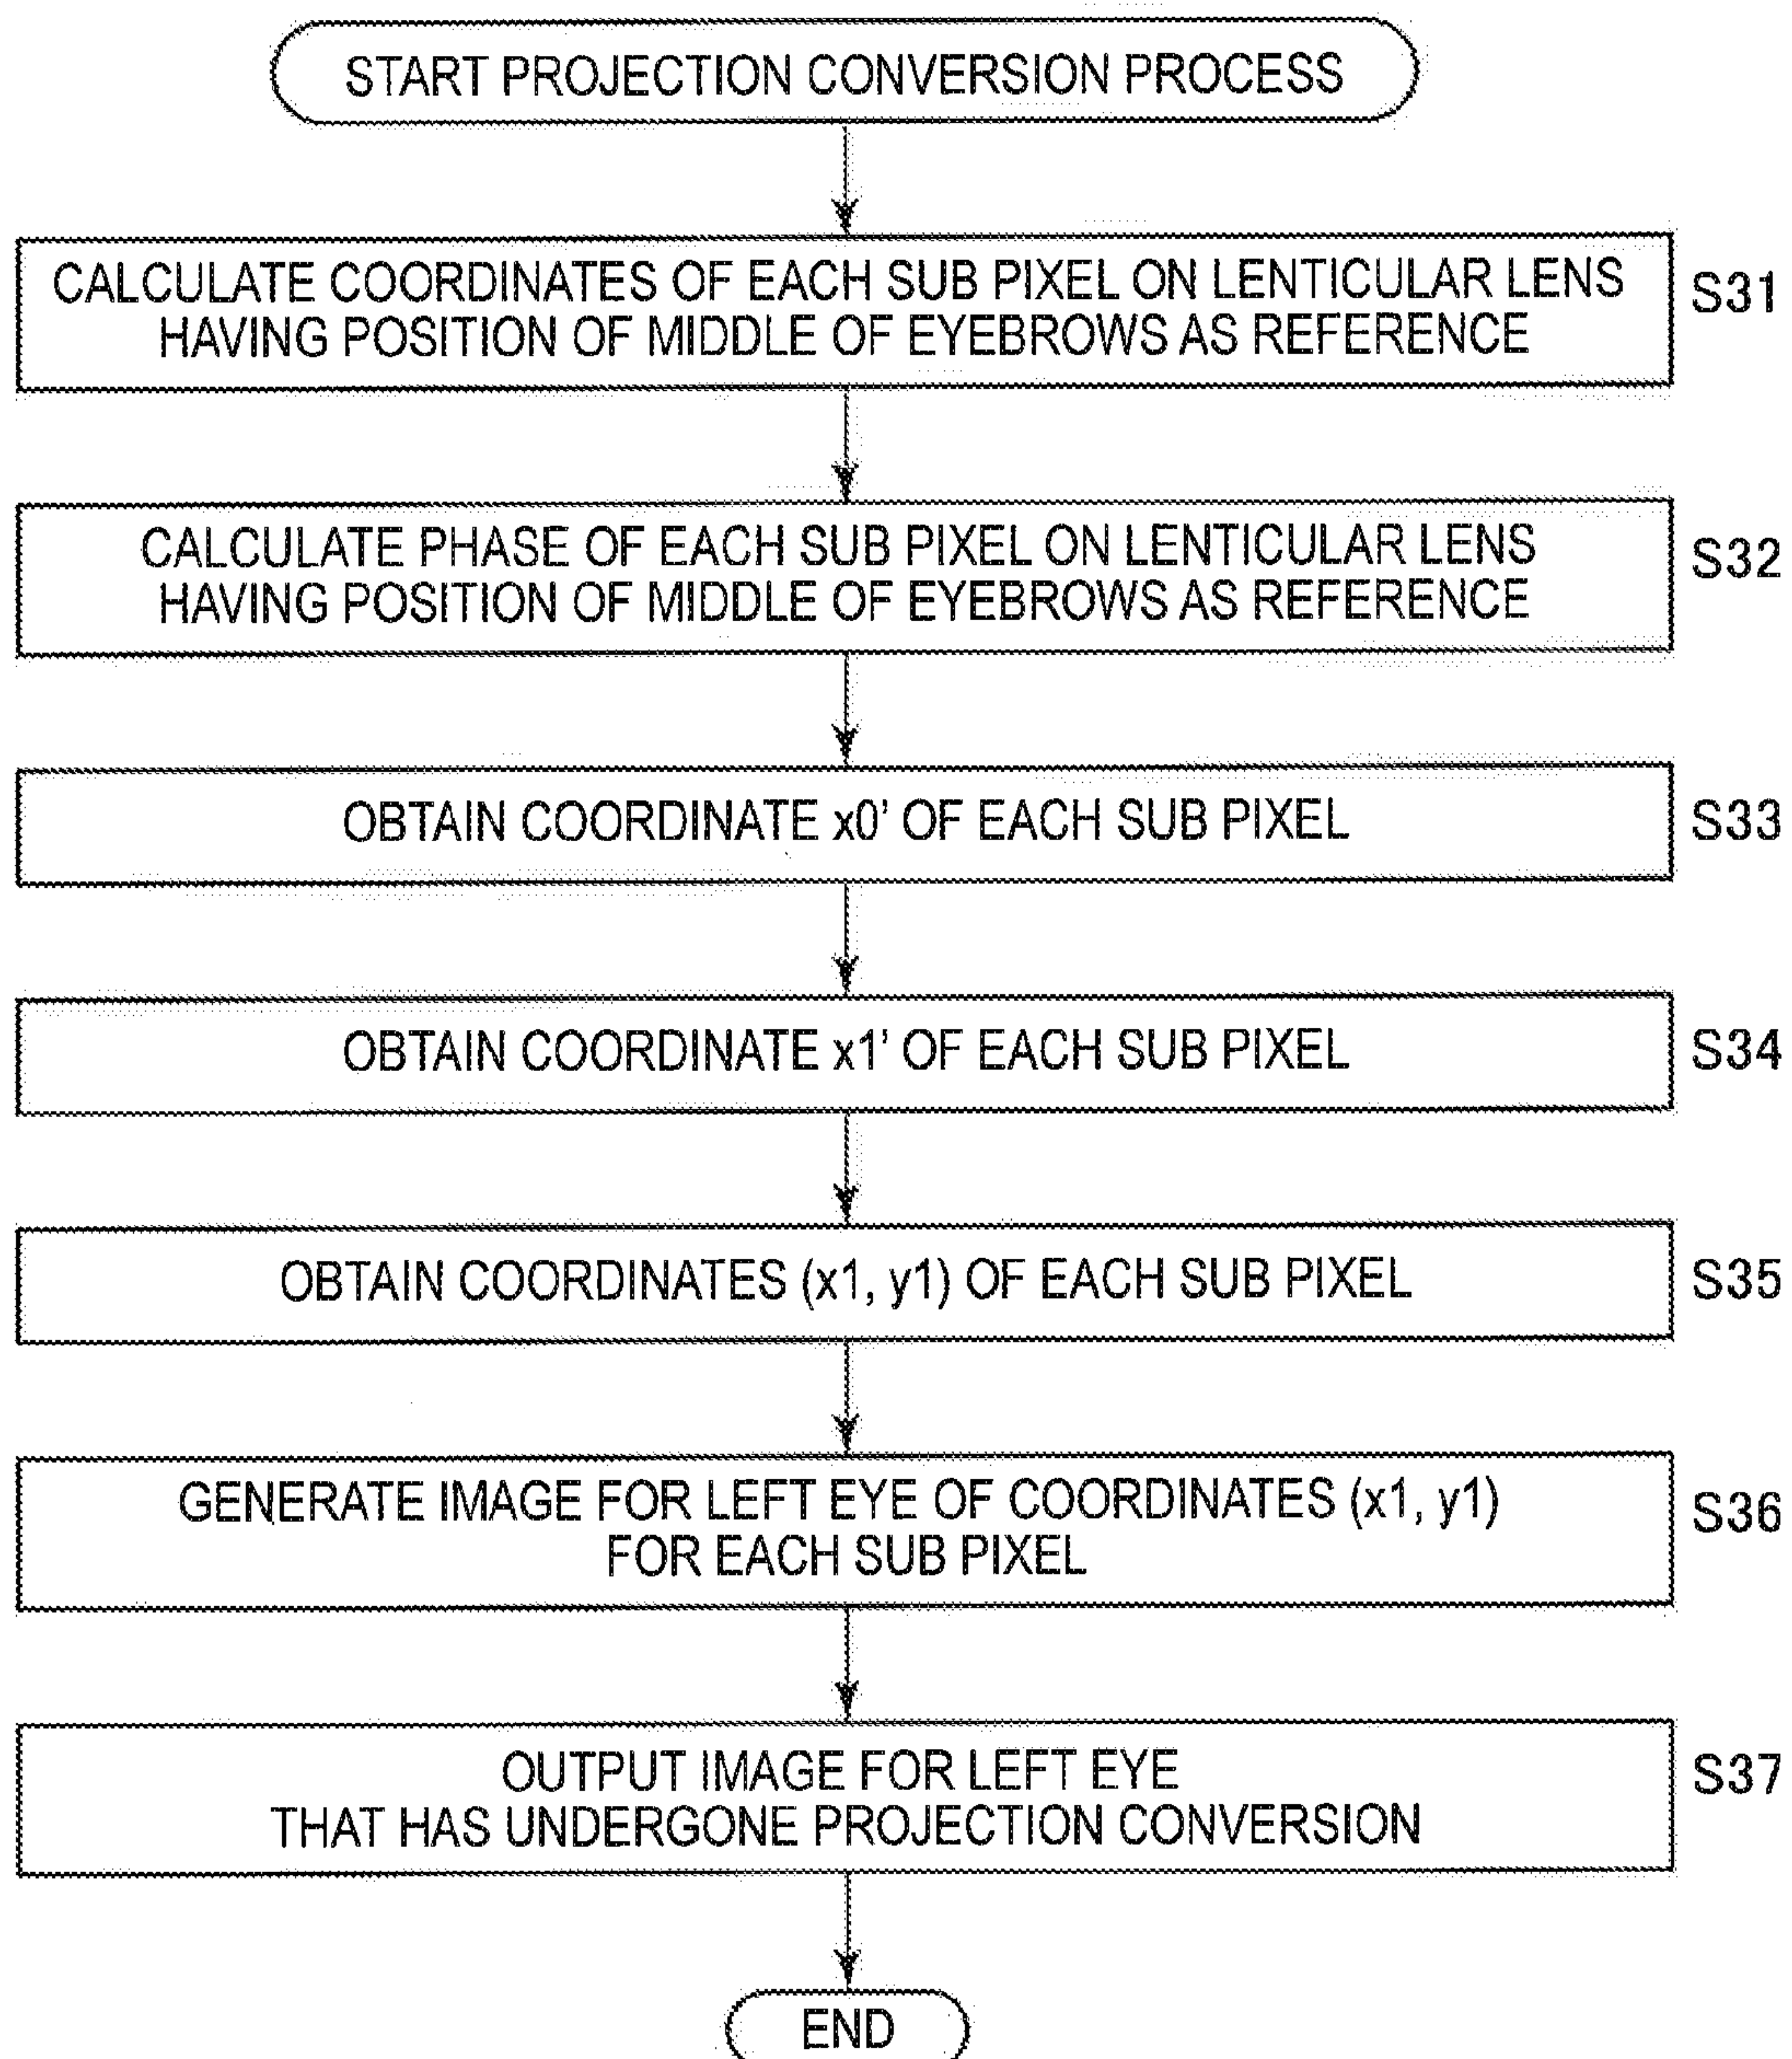 START PROJECTION CONVERSION PROCESS
CALCULATE COORDINATES OF EACH SUB PIXEL ON LENTICULAR LENS
HAVING POSITION OF MIDDLE OF EYEBROWS AS REFERENCE
S31
CALCULATE PHASE OF EACH SUB PIXEL ON LENTICULAR LENS
HAVING POSITION OF MIDDLE OF EYEBROWS AS REFERENCE
S32
OBTAIN COORDINATE x0' OF EACH SUB PIXEL
S33
OBTAIN COORDINATE x1' OF EACH SUB PIXEL
S34
OBTAIN COORDINATES (x1, y1) OF EACH SUB PIXEL
S35
GENERATE IMAGE FOR LEFT EYE OF COORDINATES (x1, y1)
FOR EACH SUB PIXEL
S36
OUTPUT IMAGE FOR LEFT EYE
THAT HAS UNDERGONE PROJECTION CONVERSION
S37
END